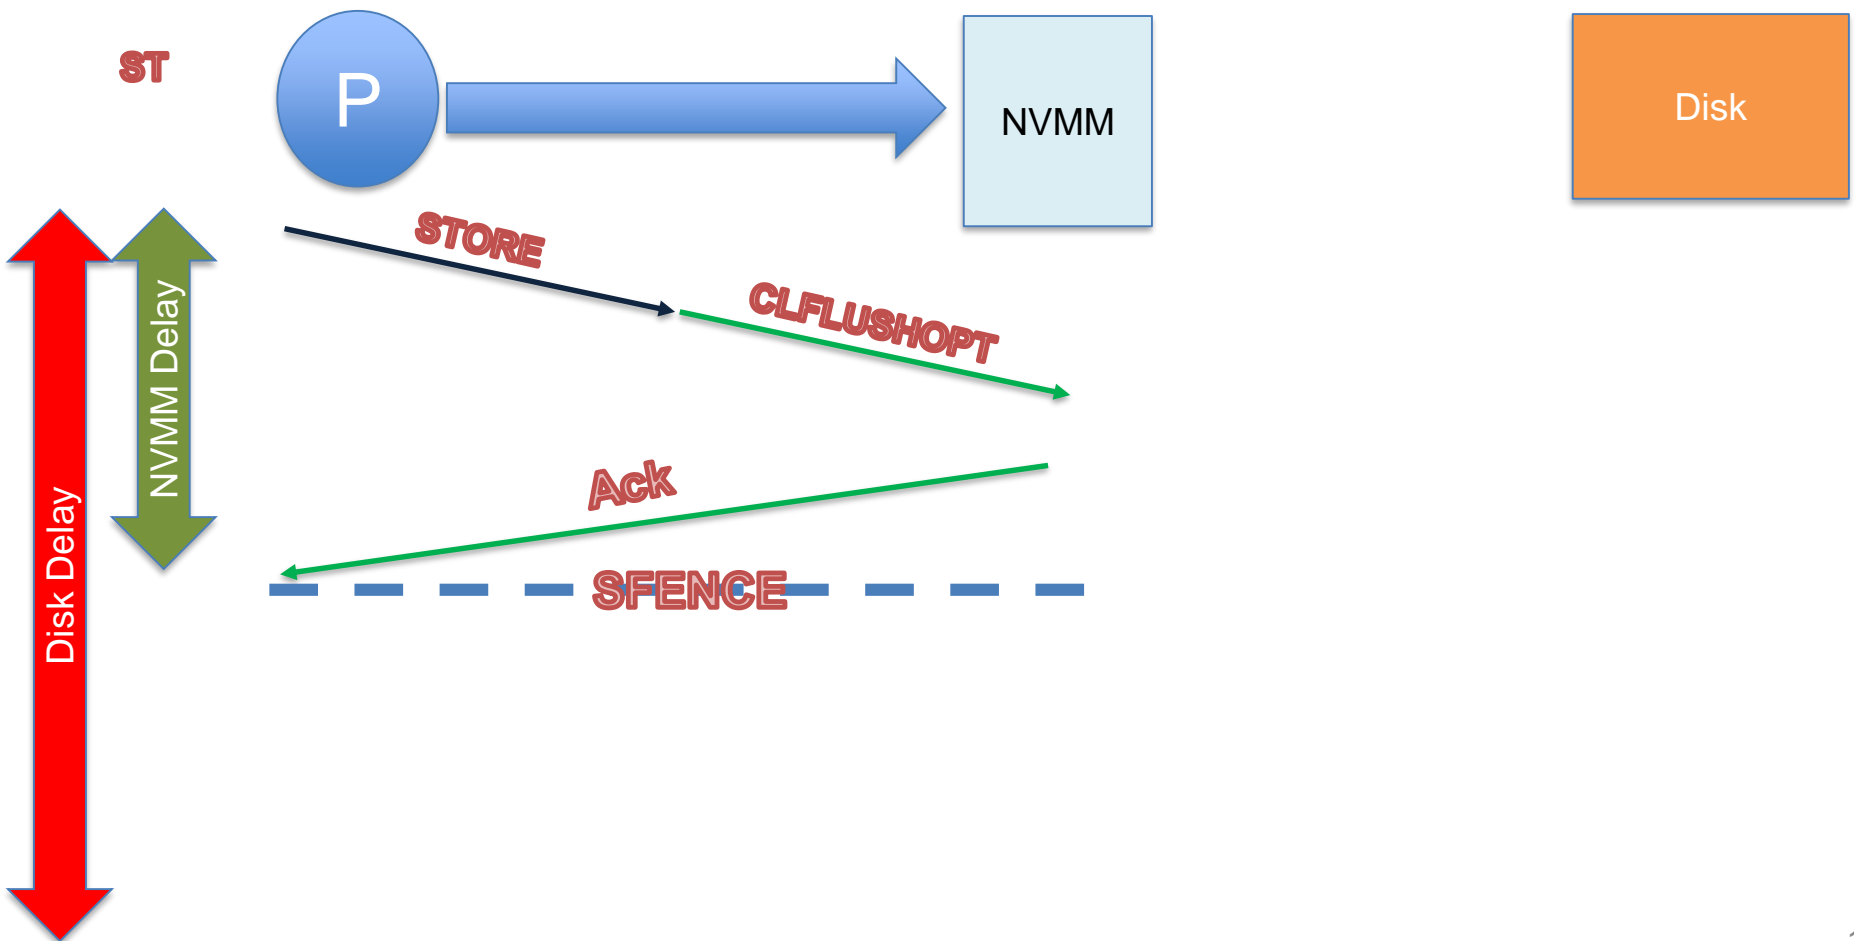 ST
P
NVMM
Disk
STORE
CLFLUSHOPT
NVMM Delay
Disk Delay
Ack
SFENCE